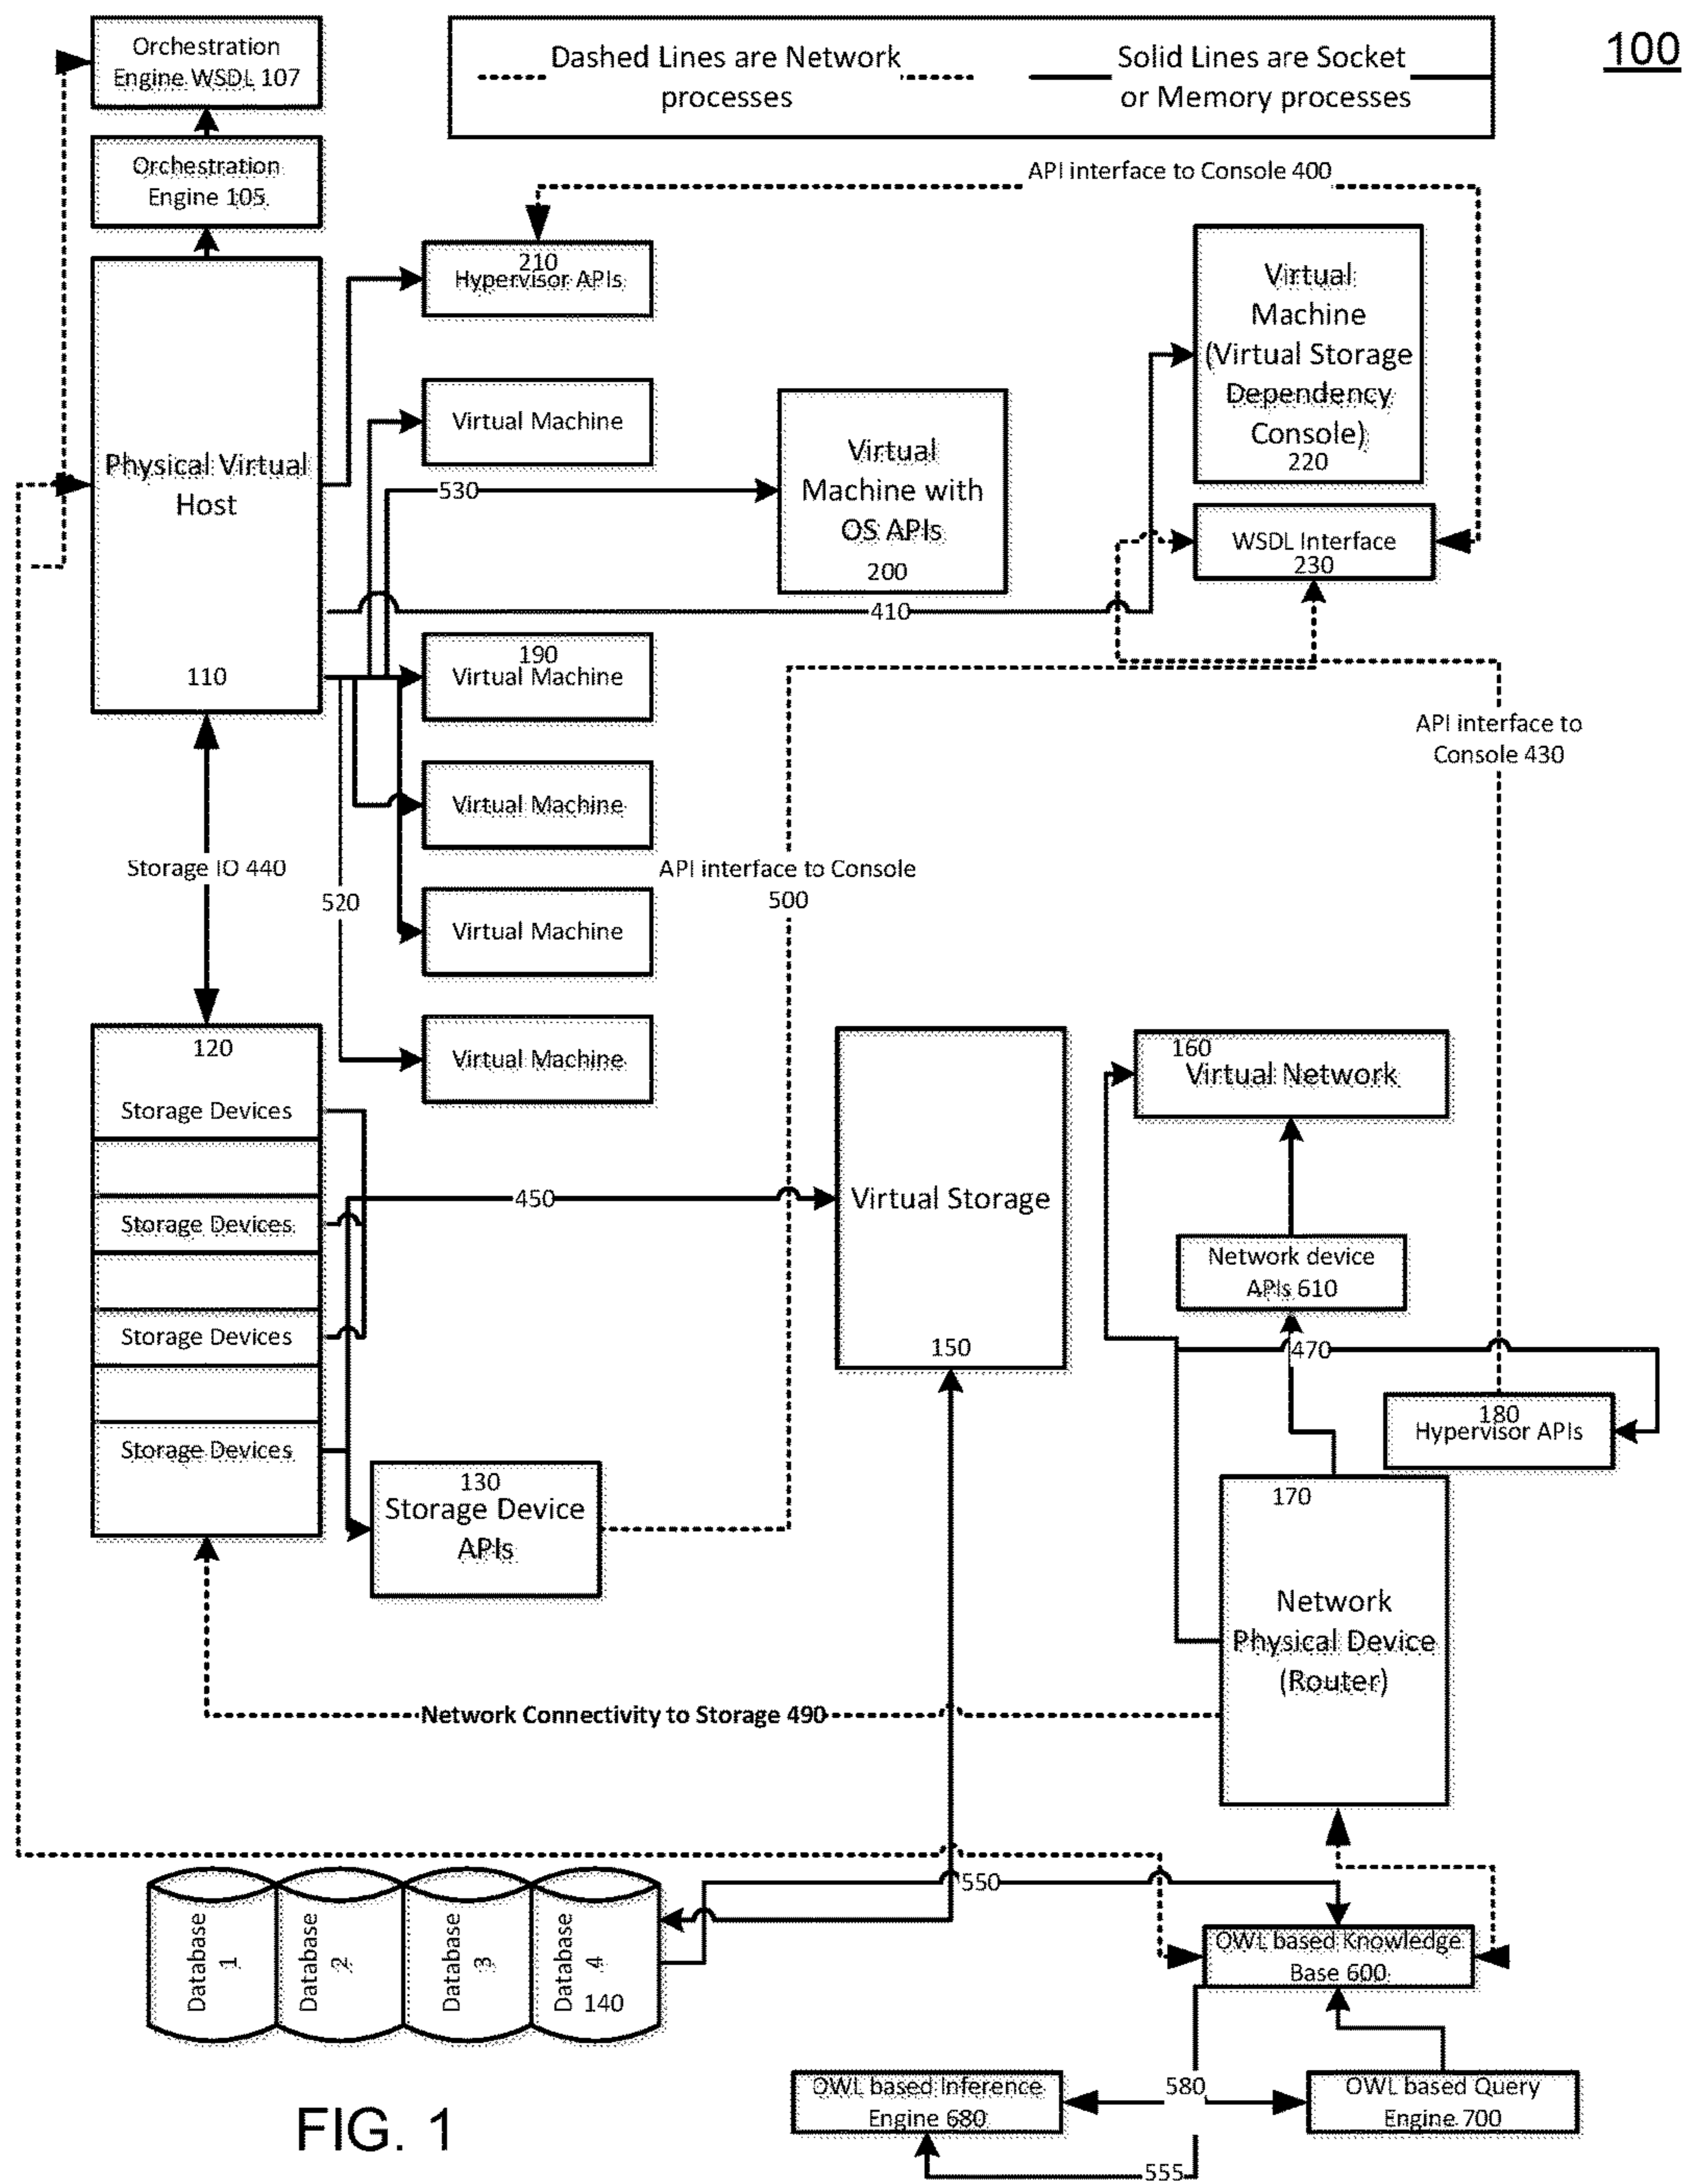 Orchestration
Engine WSDL 107
Dashed Lines are Network
processes
Solid Lines are Socket
or Memory processes
100
Orchestration
Engine 105
API interface to Console 400
210
Hypervisor APIs
Virtual
Machine
(Virtual Storage
Dependency
Console)
220
Virtual Machine
Physical Virtual
Host
110
530
Virtual
Machine with
OS APIs
200
WSDL Interface
230
410
190
Virtual Machine
API interface to
Console 430
Virtual Machine
Storage IO 440
520
API interface to Console
500
Virtual Machine
Virtual Machine
120
Storage Devices
Storage Devices
Storage Devices
Storage Devices
160
Virtual Network
450
Virtual Storage
150
Network device
APIs 610
470
180
Hypervisor APIs
130
Storage Device
APIs
170
Network
Physical Device
(Router)
Network Connectivity to Storage 490
550
Database
1
Database
2
Database
3
Database
4
140
OWL based Knowledge
Base 600
580
OWL based Inference
Engine 680
OWL based Query
Engine 700
555
FIG. 1